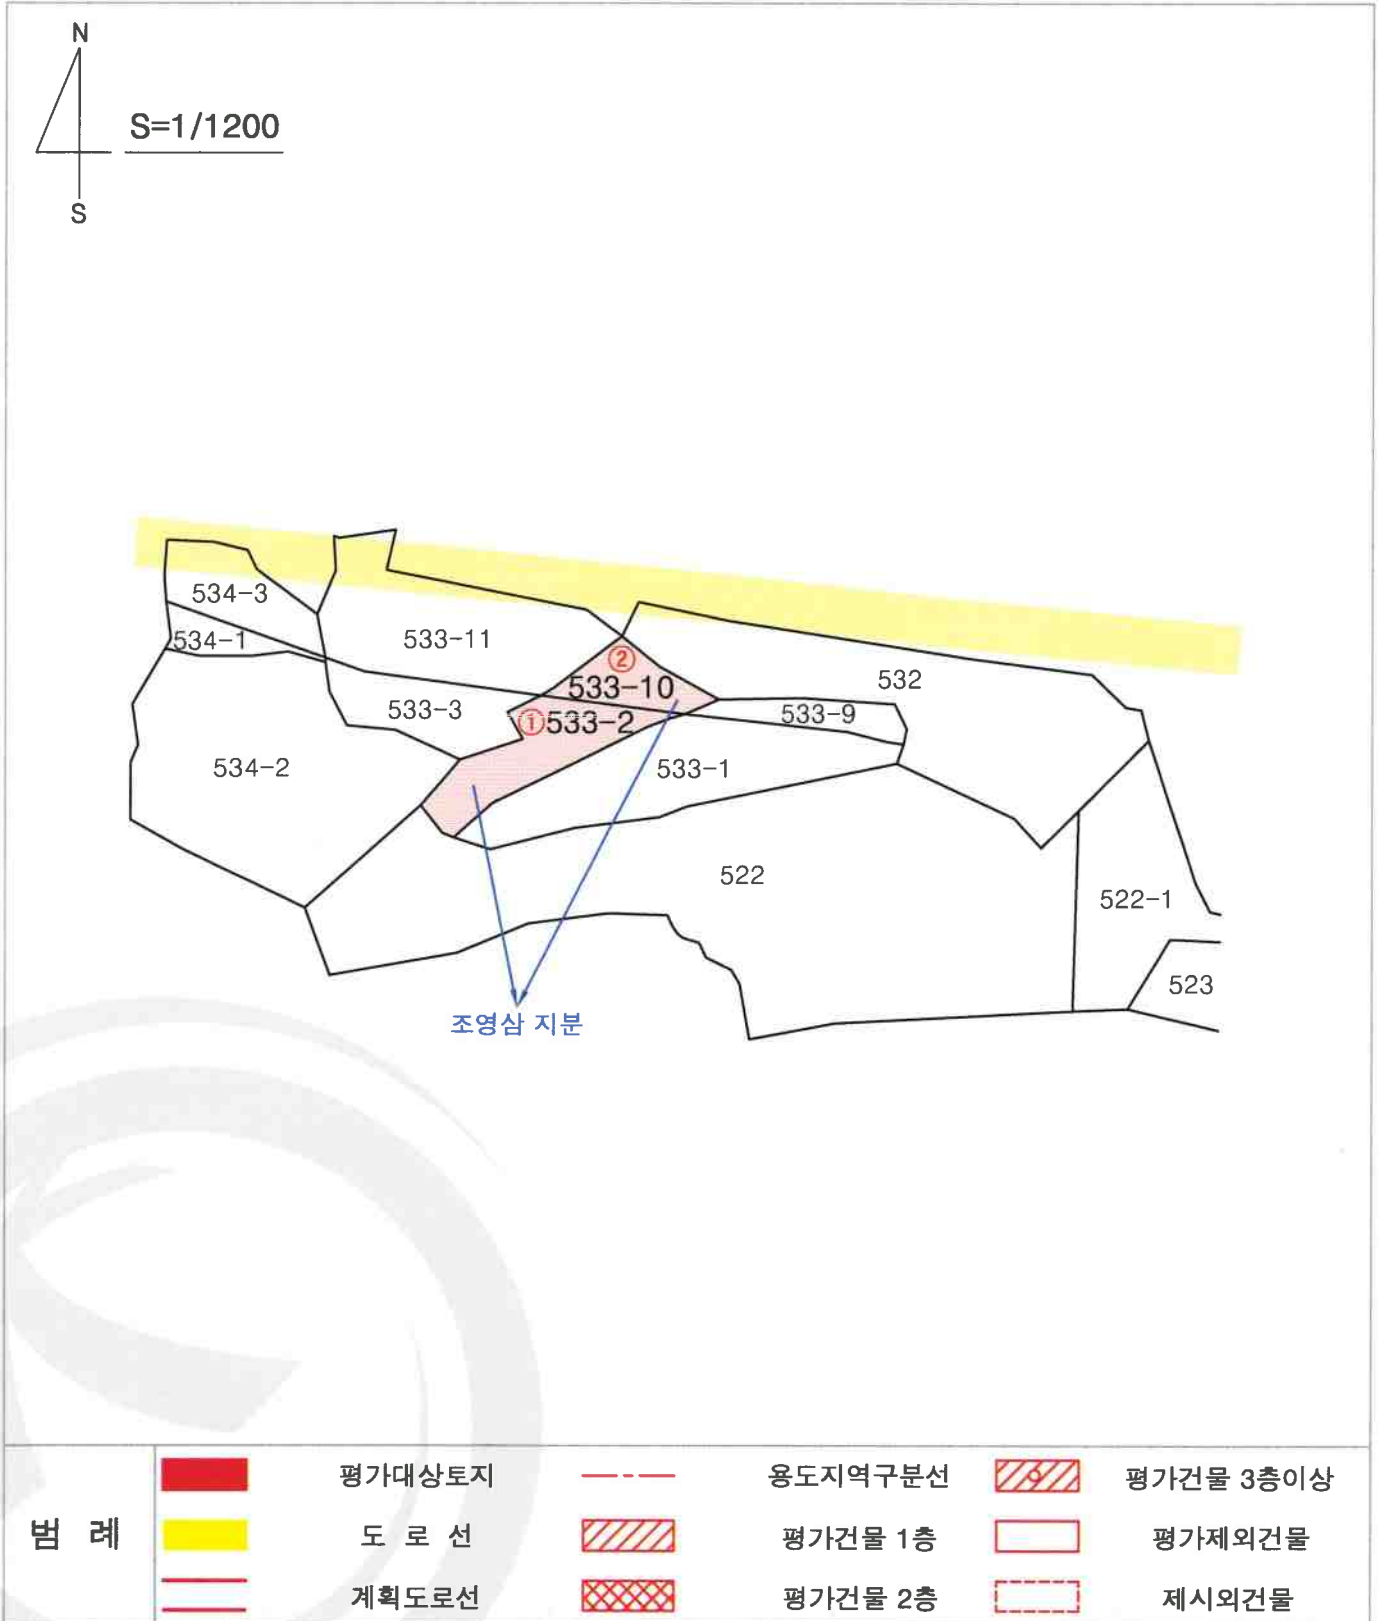 N
S=1/1200
S
534-3
534-1
533-11
②
533-10
532
533-3
①533-2
533-9
534-2
533-1
522
522-1
523
조영삼 지분
범 례
평가대상토지
용도지역구분선
평가건물 3층이상
도 로 선
평가건물 1층
평가제외건물
계획도로선
평가건물 2층
제시외건물